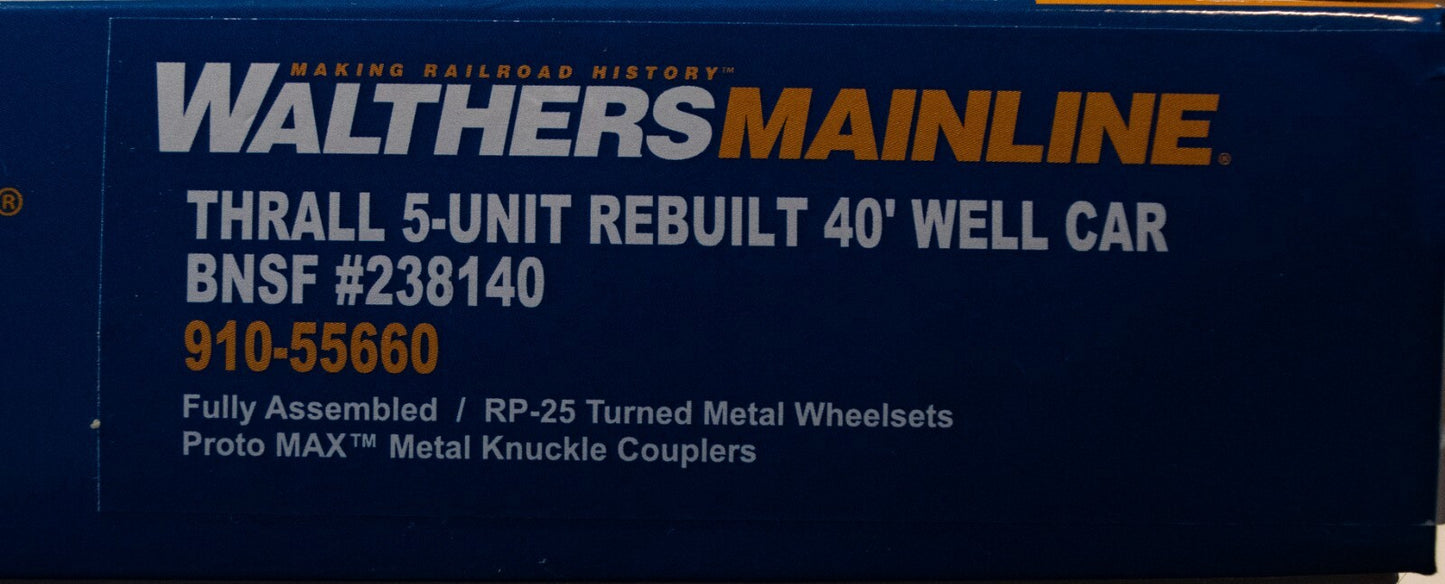 MAKING RAILROAD HISTORY™
WALTHERSMAINLINE®
®
THRALL 5-UNIT REBUILT 40' WELL CAR
BNSF #238140
910-55660
Fully Assembled / RP-25 Turned Metal Wheelsets
Proto MAX™ Metal Knuckle Couplers